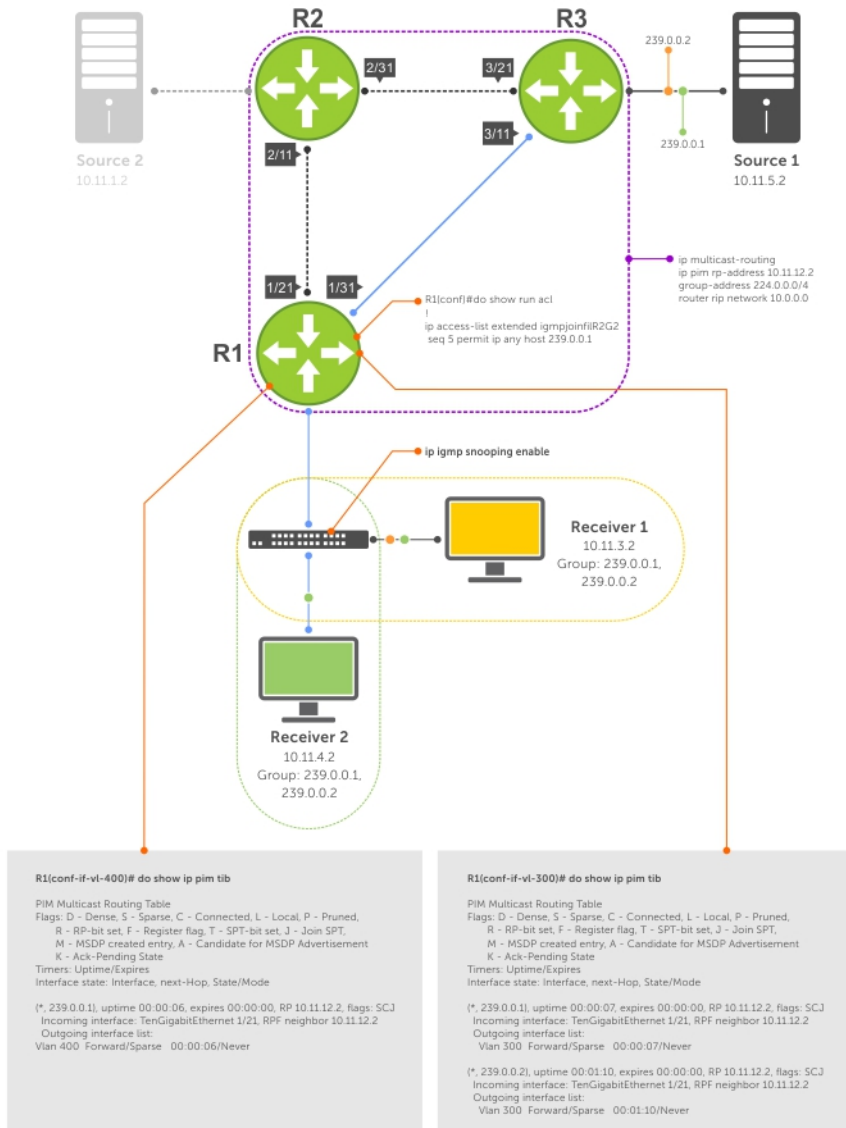 R2
R3
239.0.0.2
2/31
3/21
3/11
2/11
239.0.0.1
Source 2
10.11.1.2
Source 1
10.11.5.2
ip multicast-routing
ip pim rp-address 10.11.12.2
group-address 224.0.0.0/4
router rip network 10.0.0.0
1/21
1/31
R1(conf)#do show run acl
!
ip access-list extended igmpjoinfilR2G2
seq 5 permit ip any host 239.0.0.1
R1
ip igmp snooping enable
Receiver 1
10.11.3.2
Group: 239.0.0.1,
239.0.0.2
Receiver 2
10.11.4.2
Group: 239.0.0.1,
239.0.0.2
R1(conf-if-vl-400)# do show ip pim tib
PIM Multicast Routing Table
Flags: D - Dense, S - Sparse, C - Connected, L - Local, P - Pruned,
R - RP-bit set, F - Register flag, T - SPT-bit set, J - Join SPT,
M - MSDP created entry, A - Candidate for MSDP Advertisement
K - Ack-Pending State
Timers: Uptime/Expires
Interface state: Interface, next-Hop, State/Mode
(*, 239.0.0.1), uptime 00:00:06, expires 00:00:00, RP 10.11.12.2, flags: SCJ
Incoming interface: TenGigabitEthernet 1/21, RPF neighbor 10.11.12.2
Outgoing interface list:
Vlan 400 Forward/Sparse 00:00:06/Never
R1(conf-if-vl-300)# do show ip pim tib
PIM Multicast Routing Table
Flags: D - Dense, S - Sparse, C - Connected, L - Local, P - Pruned,
R - RP-bit set, F - Register flag, T - SPT-bit set, J - Join SPT,
M - MSDP created entry, A - Candidate for MSDP Advertisement
K - Ack-Pending State
Timers: Uptime/Expires
Interface state: Interface, next-Hop, State/Mode
(*, 239.0.0.1), uptime 00:00:07, expires 00:00:00, RP 10.11.12.2, flags: SCJ
Incoming interface: TenGigabitEthernet 1/21, RPF neighbor 10.11.12.2
Outgoing interface list:
Vlan 300 Forward/Sparse 00:00:07/Never
(*, 239.0.0.2), uptime 00:01:10, expires 00:00:00, RP 10.11.12.2, flags: SCJ
Incoming interface: TenGigabitEthernet 1/21, RPF neighbor 10.11.12.2
Outgoing interface list:
Vlan 300 Forward/Sparse 00:01:10/Never